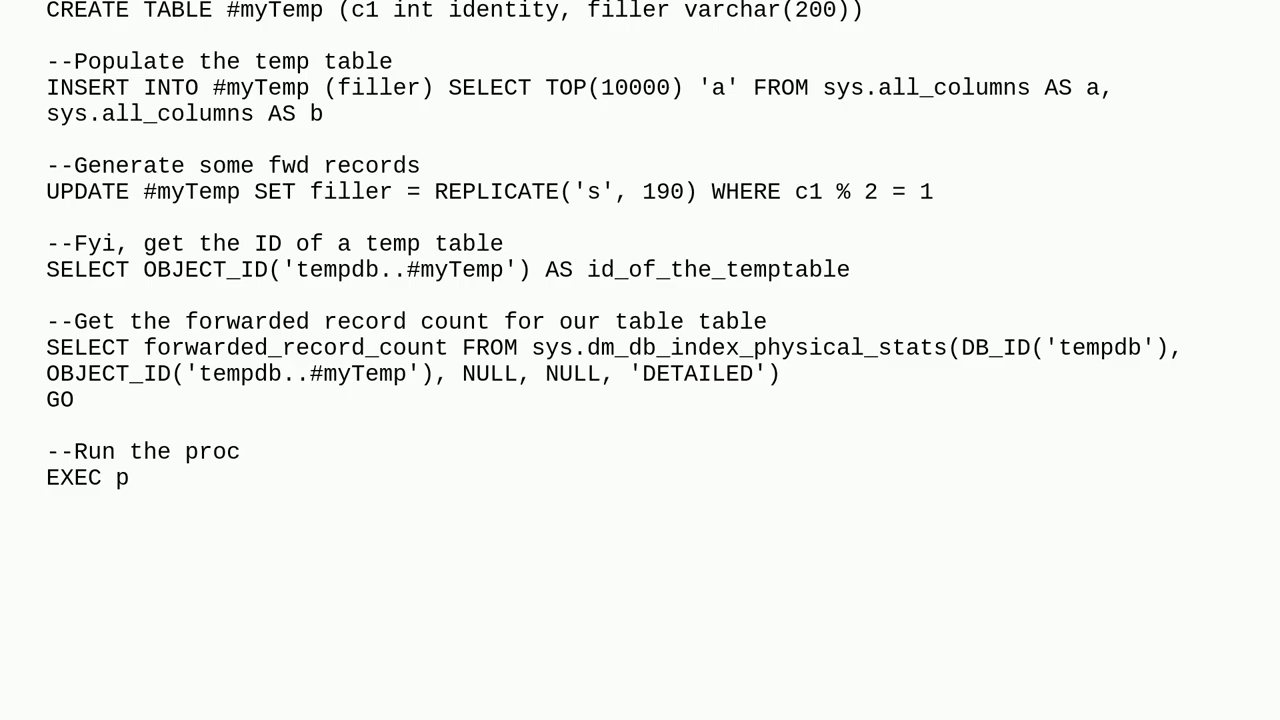 CREATE TABLE #myTemp (c1 int identity, filler varchar(200))
--Populate the temp table
INSERT INTO #myTemp (filler) SELECT TOP(10000) 'a' FROM sys.all_columns AS a,
sys.all_columns AS b
--Generate some fwd records
UPDATE #myTemp SET filler = REPLICATE('s', 190) WHERE c1 % 2 = 1
--Fyi, get the ID of a temp table
SELECT OBJECT_ID('tempdb..#myTemp') AS id_of_the_temptable
--Get the forwarded record count for our table table
SELECT forwarded_record_count FROM sys.dm_db_index_physical_stats(DB_ID('tempdb'),
OBJECT_ID('tempdb..#myTemp'), NULL, NULL, 'DETAILED')
GO
--Run the proc
EXEC p